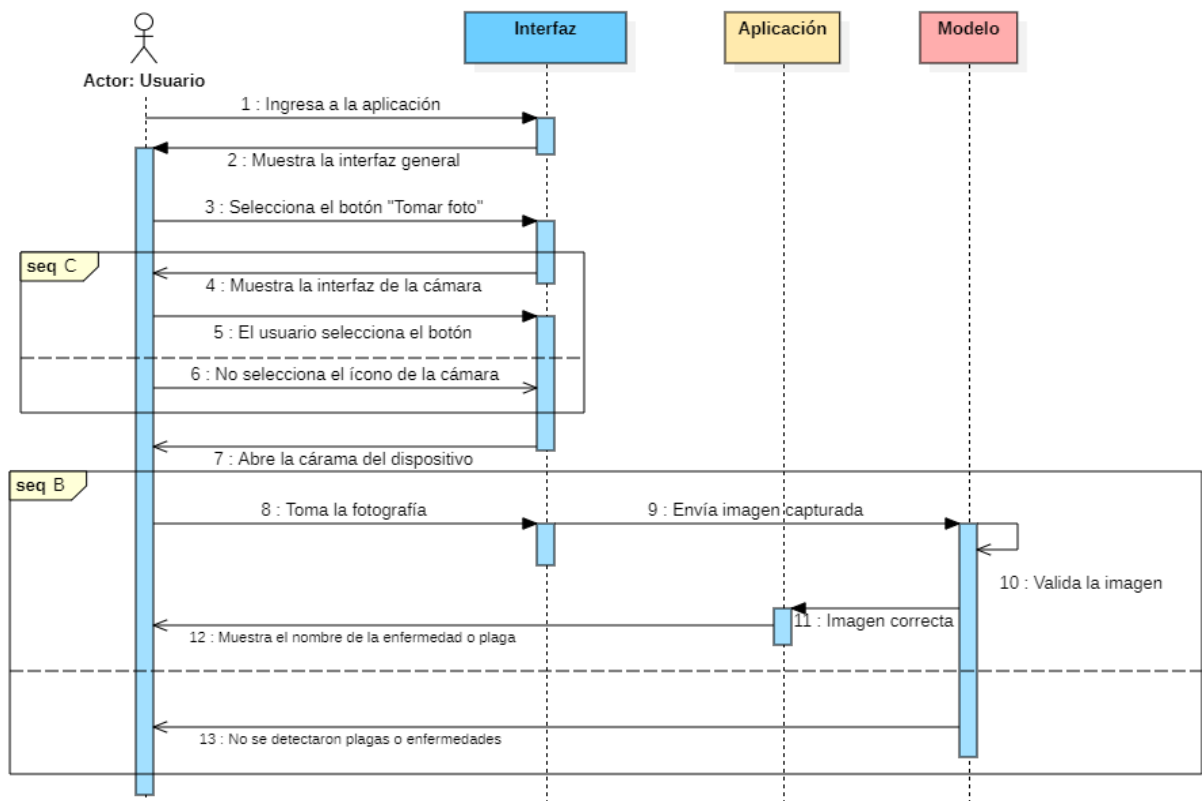 Interfaz
Aplicación
Modelo
Actor: Usuario
1 : Ingresa a la aplicación
2 : Muestra la interfaz general
3 : Selecciona el botón "Tomar foto"
seq C
4 : Muestra la interfaz de la cámara
5 : El usuario selecciona el botón
6 : No selecciona el ícono de la cámara
7 : Abre la cárama del dispositivo
seq B
8 : Toma la fotografía
9 : Envía imagen capturada
10 : Valida la imagen
11 : Imagen correcta
12 : Muestra el nombre de la enfermedad o plaga
13 : No se detectaron plagas o enfermedades